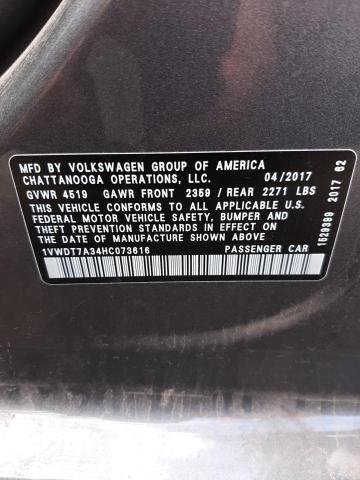 MFD BY VOLKSWAGEN GROUP OF AMERICA
CHATTANOOGA OPERATIONS, LLC. 04/2017
GVWR 4519 GAWR FRONT 2359 / REAR 2271 LBS
THIS VEHICLE CONFORMS TO ALL APPLICABLE U.S.
FEDERAL MOTOR VEHICLE SAFETY, BUMPER AND
THEFT PREVENTION STANDARDS IN EFFECT ON THE
DATE OF MANUFACTURE SHOWN ABOVE
1VWDT7A34HC073616 PASSENGER CAR
1529399 2017 62